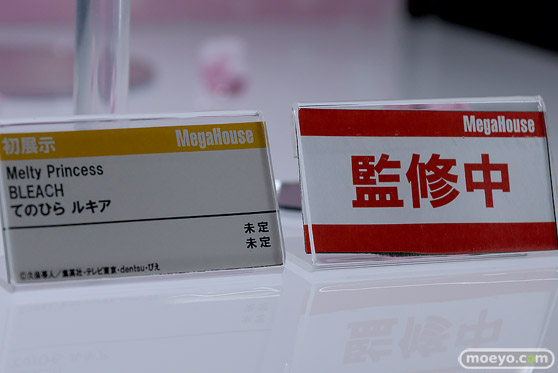 初展示 MegaHouse
Melty Princess
BLEACH
てのひら ルキア
未定
未定
©久保帯人/集英社・テレビ東京・dentsu・ぴえろ
MegaHouse
監修中
moeyo.com